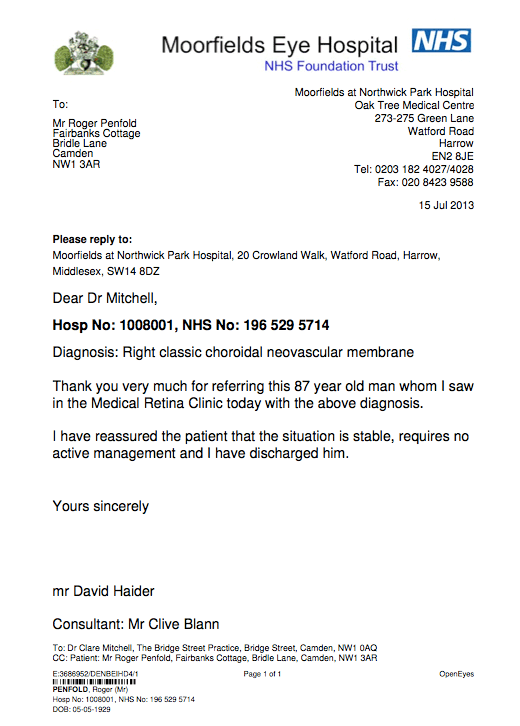 Moorfields Eye Hospital NHS
NHS Foundation Trust
Moorfields at Northwick Park Hospital
Oak Tree Medical Centre
273-275 Green Lane
Watford Road
Harrow
EN2 8JE
Tel: 0203 182 4027/4028
Fax: 020 8423 9588
To:
Mr Roger Penfold
Fairbanks Cottage
Bridle Lane
Camden
NW1 3AR
15 Jul 2013
Please reply to:
Moorfields at Northwick Park Hospital, 20 Crowland Walk, Watford Road, Harrow,
Middlesex, SW14 8DZ
Dear Dr Mitchell,
Hosp No: 1008001, NHS No: 196 529 5714
Diagnosis: Right classic choroidal neovascular membrane
Thank you very much for referring this 87 year old man whom I saw
in the Medical Retina Clinic today with the above diagnosis.
I have reassured the patient that the situation is stable, requires no
active management and I have discharged him.
Yours sincerely
mr David Haider
Consultant: Mr Clive Blann
To: Dr Clare Mitchell, The Bridge Street Practice, Bridge Street, Camden, NW1 0AQ
CC: Patient: Mr Roger Penfold, Fairbanks Cottage, Bridle Lane, Camden, NW1 3AR
E:3686952/DENBEIHD4/1 Page 1 of 1 OpenEyes
PENFOLD, Roger (Mr)
Hosp No: 1008001, NHS No: 196 529 5714
DOB: 05-05-1929